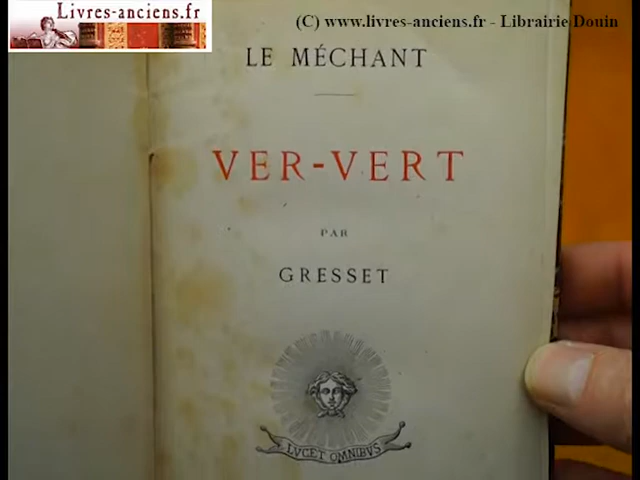 Livres-anciens.fr
(C) www.livres-anciens.fr - Librairie Douin
LE MÉCHANT
VER-VERT
PAR
GRESSET
LVCET OMNIBVS